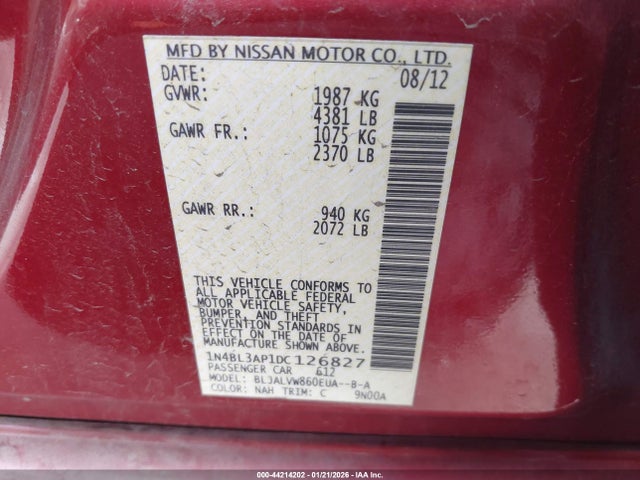 MFD BY NISSAN MOTOR CO., LTD.
DATE: 08/12
GVWR: 1987 KG
4381 LB
GAWR FR.: 1075 KG
2370 LB
GAWR RR.: 940 KG
2072 LB
THIS VEHICLE CONFORMS TO
ALL APPLICABLE FEDERAL
MOTOR VEHICLE SAFETY,
BUMPER, AND THEFT
PREVENTION STANDARDS IN
EFFECT ON THE DATE OF
MANUFACTURE SHOWN ABOVE.
1N4BL3AP1DC126827
PASSENGER CAR G12
MODEL: BL3ALVW860EUA--B-A
COLOR: NAH TRIM: C 9N00A
000-44214202 - 01/21/2026 - IAA Inc.